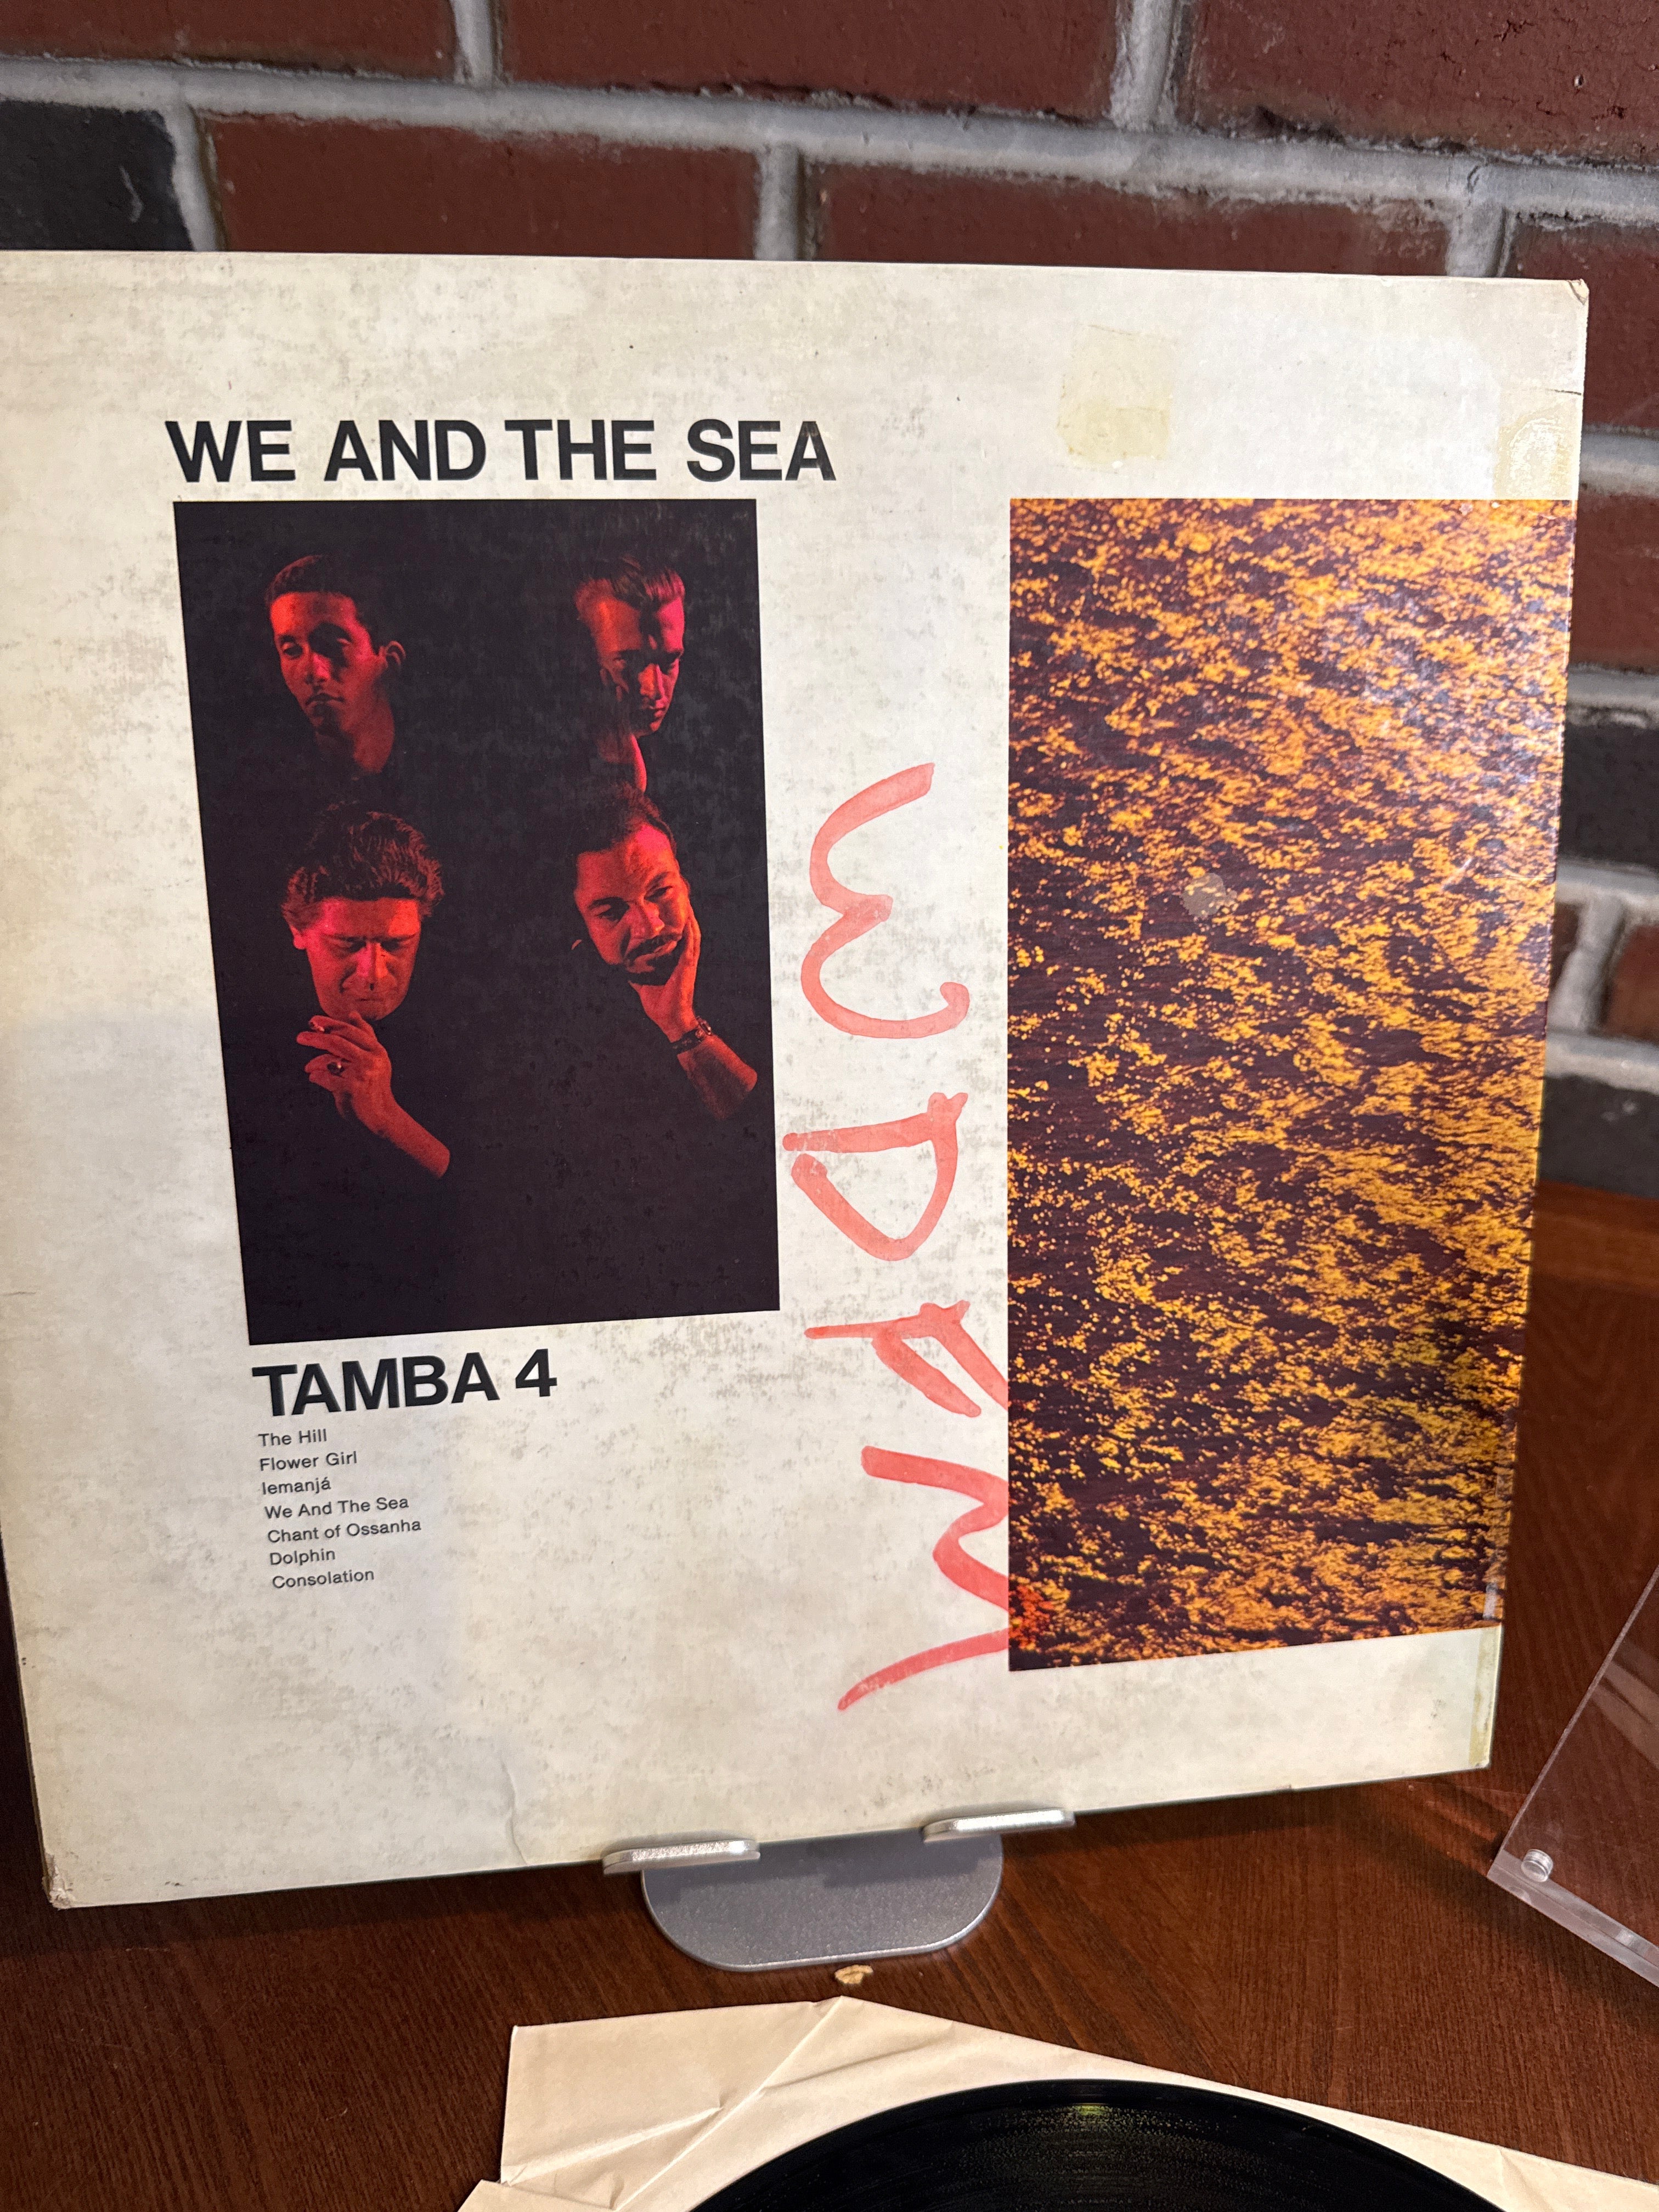 WE AND THE SEA
TAMBA 4
The Hill
Flower Girl
Iemanjá
We And The Sea
Chant of Ossanha
Dolphin
Consolation
WDRM